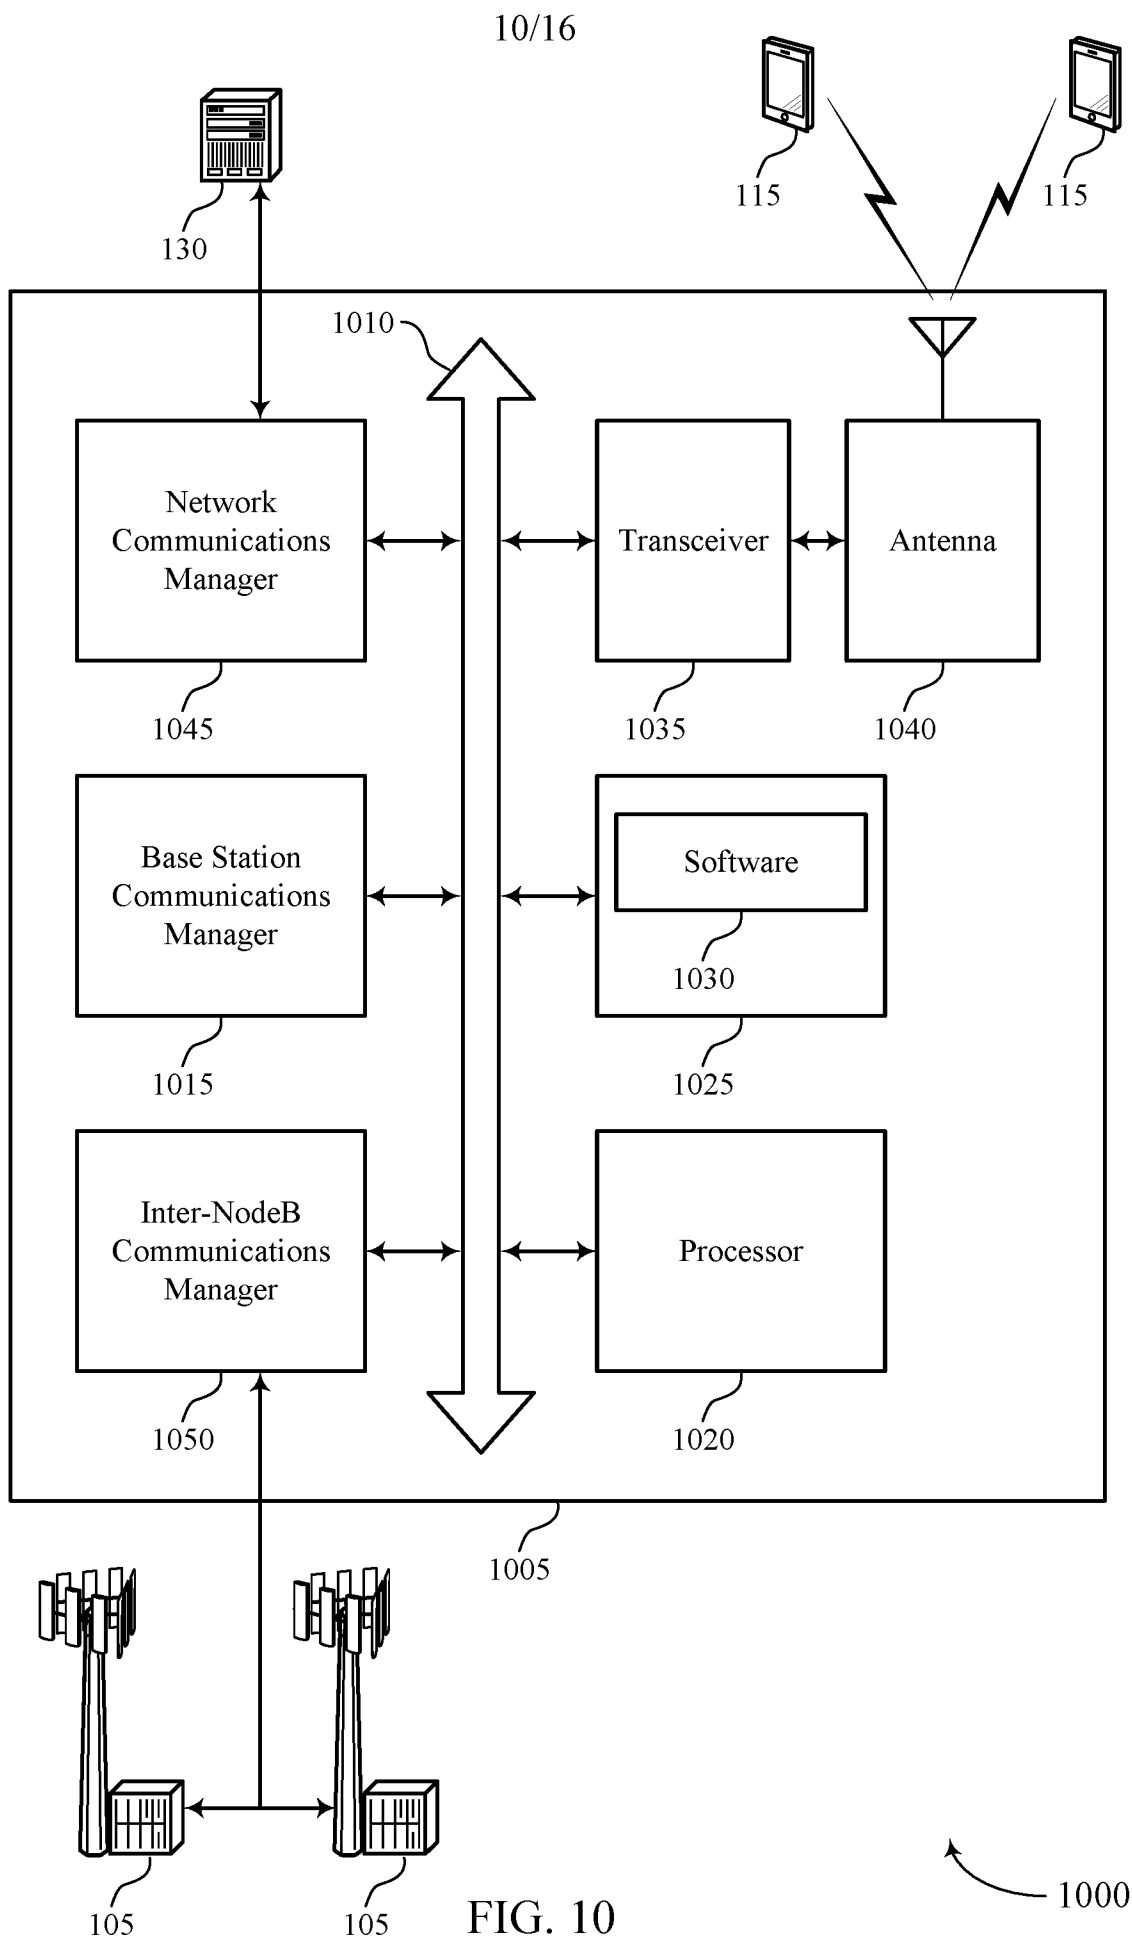 10/16
130
115
115
1010
Network
Communications
Manager
1045
Transceiver
1035
Antenna
1040
Base Station
Communications
Manager
1015
Software
1030
1025
Inter-NodeB
Communications
Manager
1050
Processor
1020
1005
105
105
FIG. 10
1000